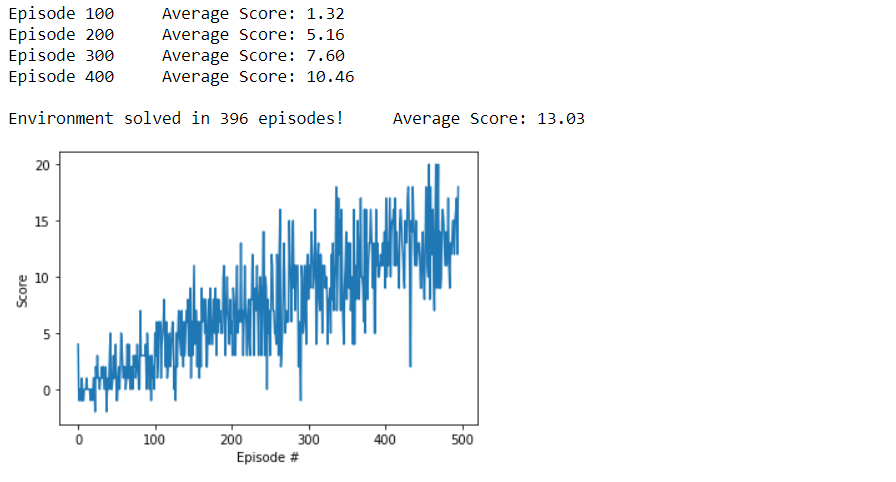 Episode 100     Average Score: 1.32
Episode 200     Average Score: 5.16
Episode 300     Average Score: 7.60
Episode 400     Average Score: 10.46
Environment solved in 396 episodes!     Average Score: 13.03
20
15
10
5
0
Score
0 100 200 300 400 500
Episode #